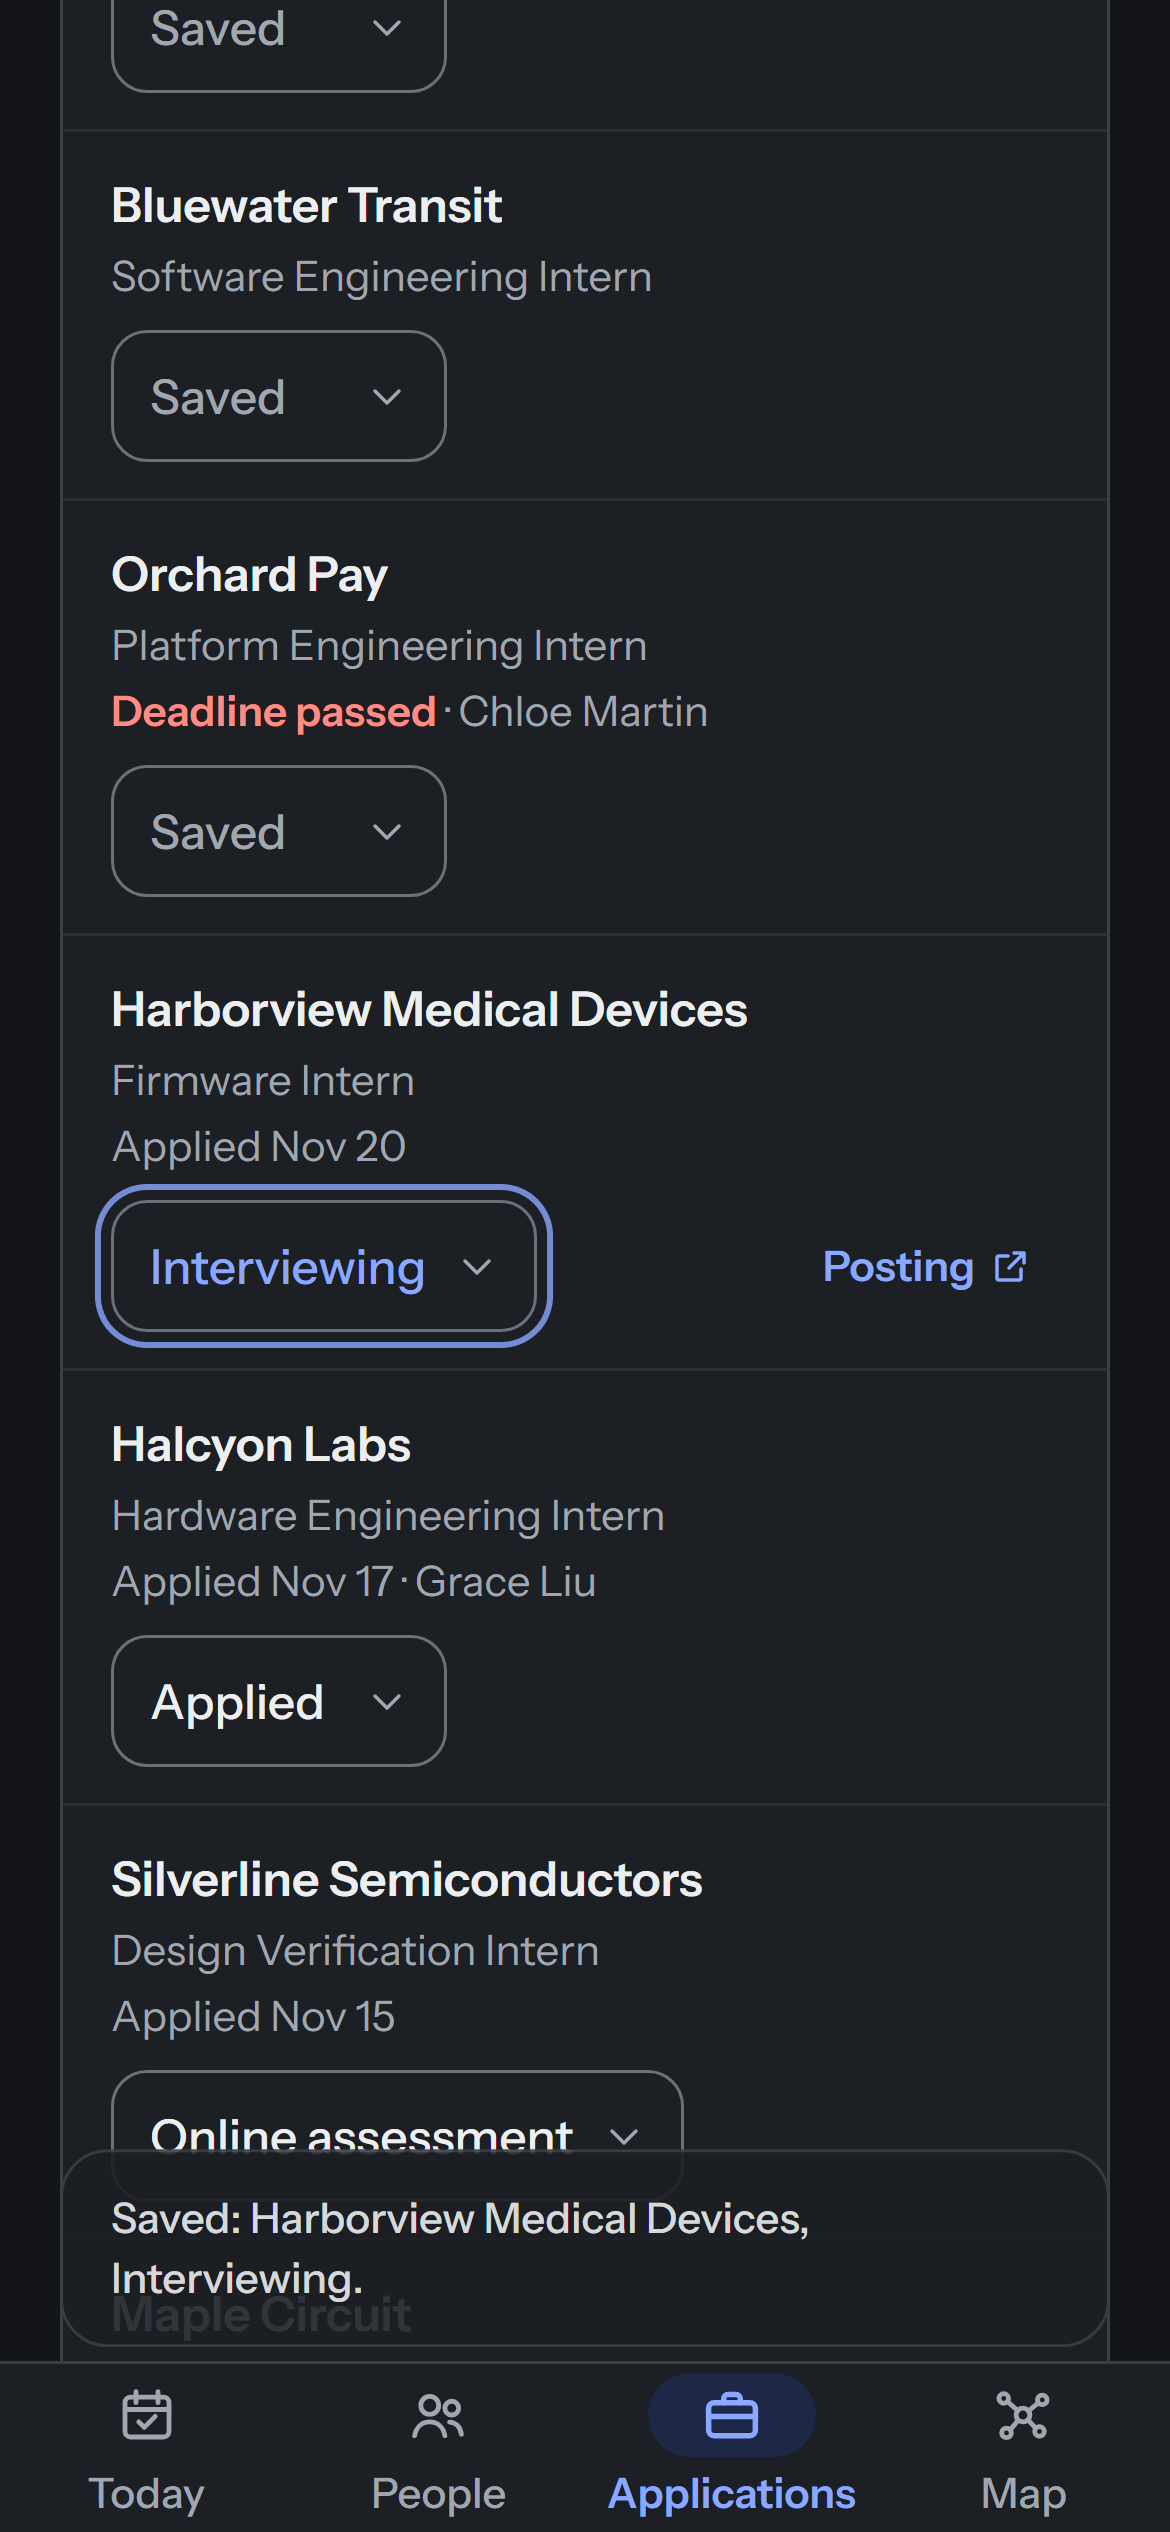 Saved
Bluewater Transit
Software Engineering Intern
Saved
Orchard Pay
Platform Engineering Intern
Deadline passed · Chloe Martin
Saved
Harborview Medical Devices
Firmware Intern
Applied Nov 20
Interviewing
Posting
Halcyon Labs
Hardware Engineering Intern
Applied Nov 17 · Grace Liu
Applied
Silverline Semiconductors
Design Verification Intern
Applied Nov 15
Online assessment
Saved: Harborview Medical Devices,
Interviewing.
Maple Circuit
Today People Applications Map